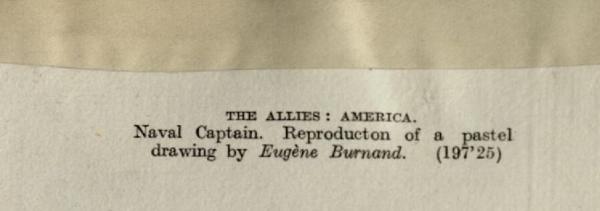 THE ALLIES: AMERICA.
Naval Captain. Reproducton of a pastel
drawing by Eugène Burnand. (197'25)